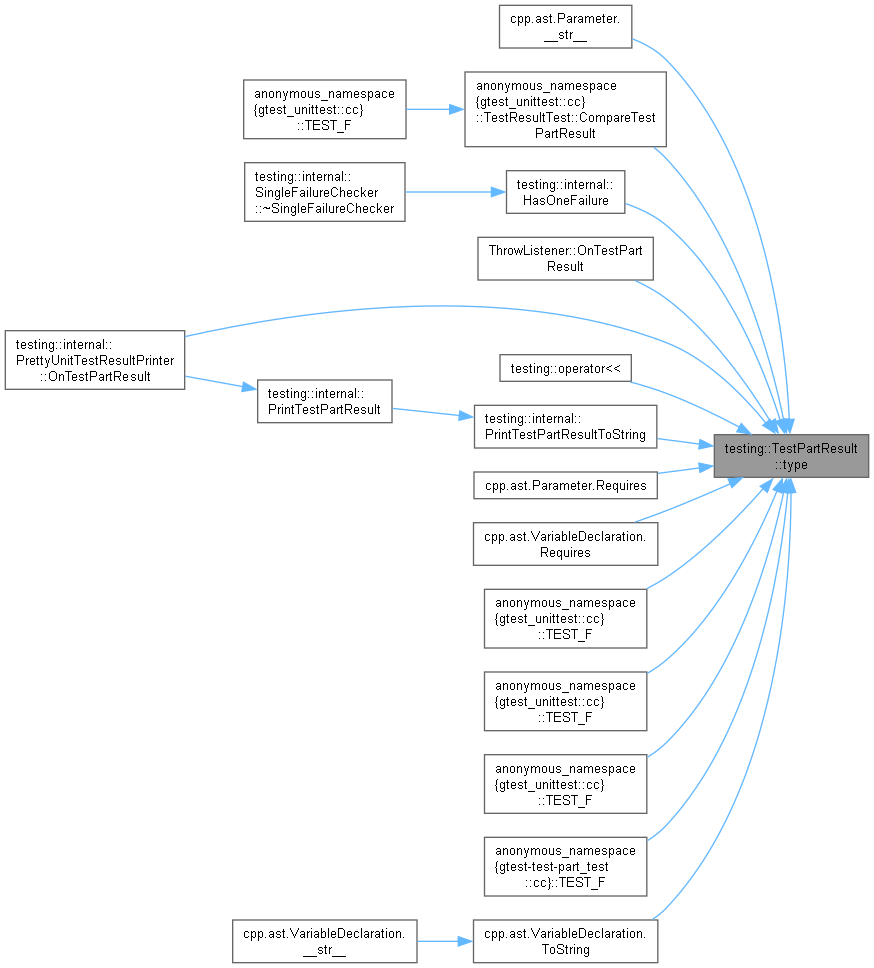 cpp.ast.Parameter.
__str__
anonymous_namespace
{gtest_unittest::cc}
::TEST_F
anonymous_namespace
{gtest_unittest::cc}
::TestResultTest::CompareTest
PartResult
testing::internal::
SingleFailureChecker
::~SingleFailureChecker
testing::internal::
HasOneFailure
ThrowListener::OnTestPart
Result
testing::internal::
PrettyUnitTestResultPrinter
::OnTestPartResult
testing::operator<<
testing::internal::
PrintTestPartResult
testing::internal::
PrintTestPartResultToString
testing::TestPartResult
::type
cpp.ast.Parameter.Requires
cpp.ast.VariableDeclaration.
Requires
anonymous_namespace
{gtest_unittest::cc}
::TEST_F
anonymous_namespace
{gtest_unittest::cc}
::TEST_F
anonymous_namespace
{gtest_unittest::cc}
::TEST_F
anonymous_namespace
{gtest-test-part_test
::cc}::TEST_F
cpp.ast.VariableDeclaration.
__str__
cpp.ast.VariableDeclaration.
ToString